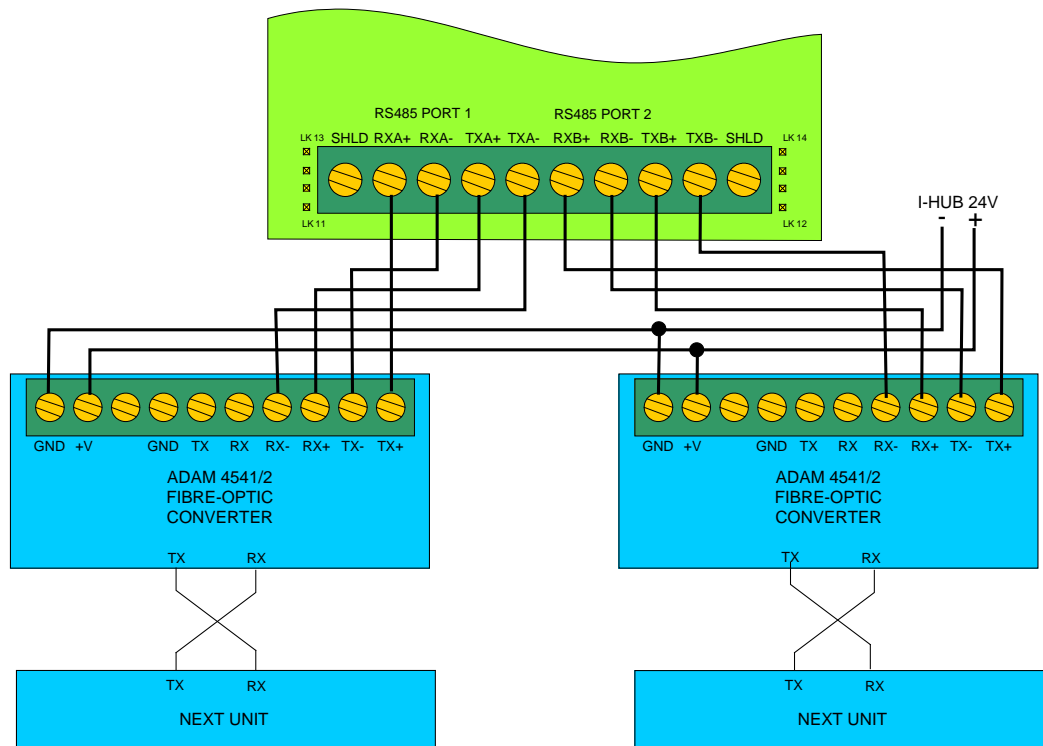 RS485 PORT 1 RS485 PORT 2
LK 13 SHLD RXA+ RXA- TXA+ TXA- RXB+ RXB- TXB+ TXB- SHLD LK 14
LK 11 LK 12
I-HUB 24V
- +
GND +V GND TX RX RX- RX+ TX- TX+
ADAM 4541/2
FIBRE-OPTIC
CONVERTER
TX RX
TX RX
NEXT UNIT
GND +V GND TX RX RX- RX+ TX- TX+
ADAM 4541/2
FIBRE-OPTIC
CONVERTER
TX RX
TX RX
NEXT UNIT